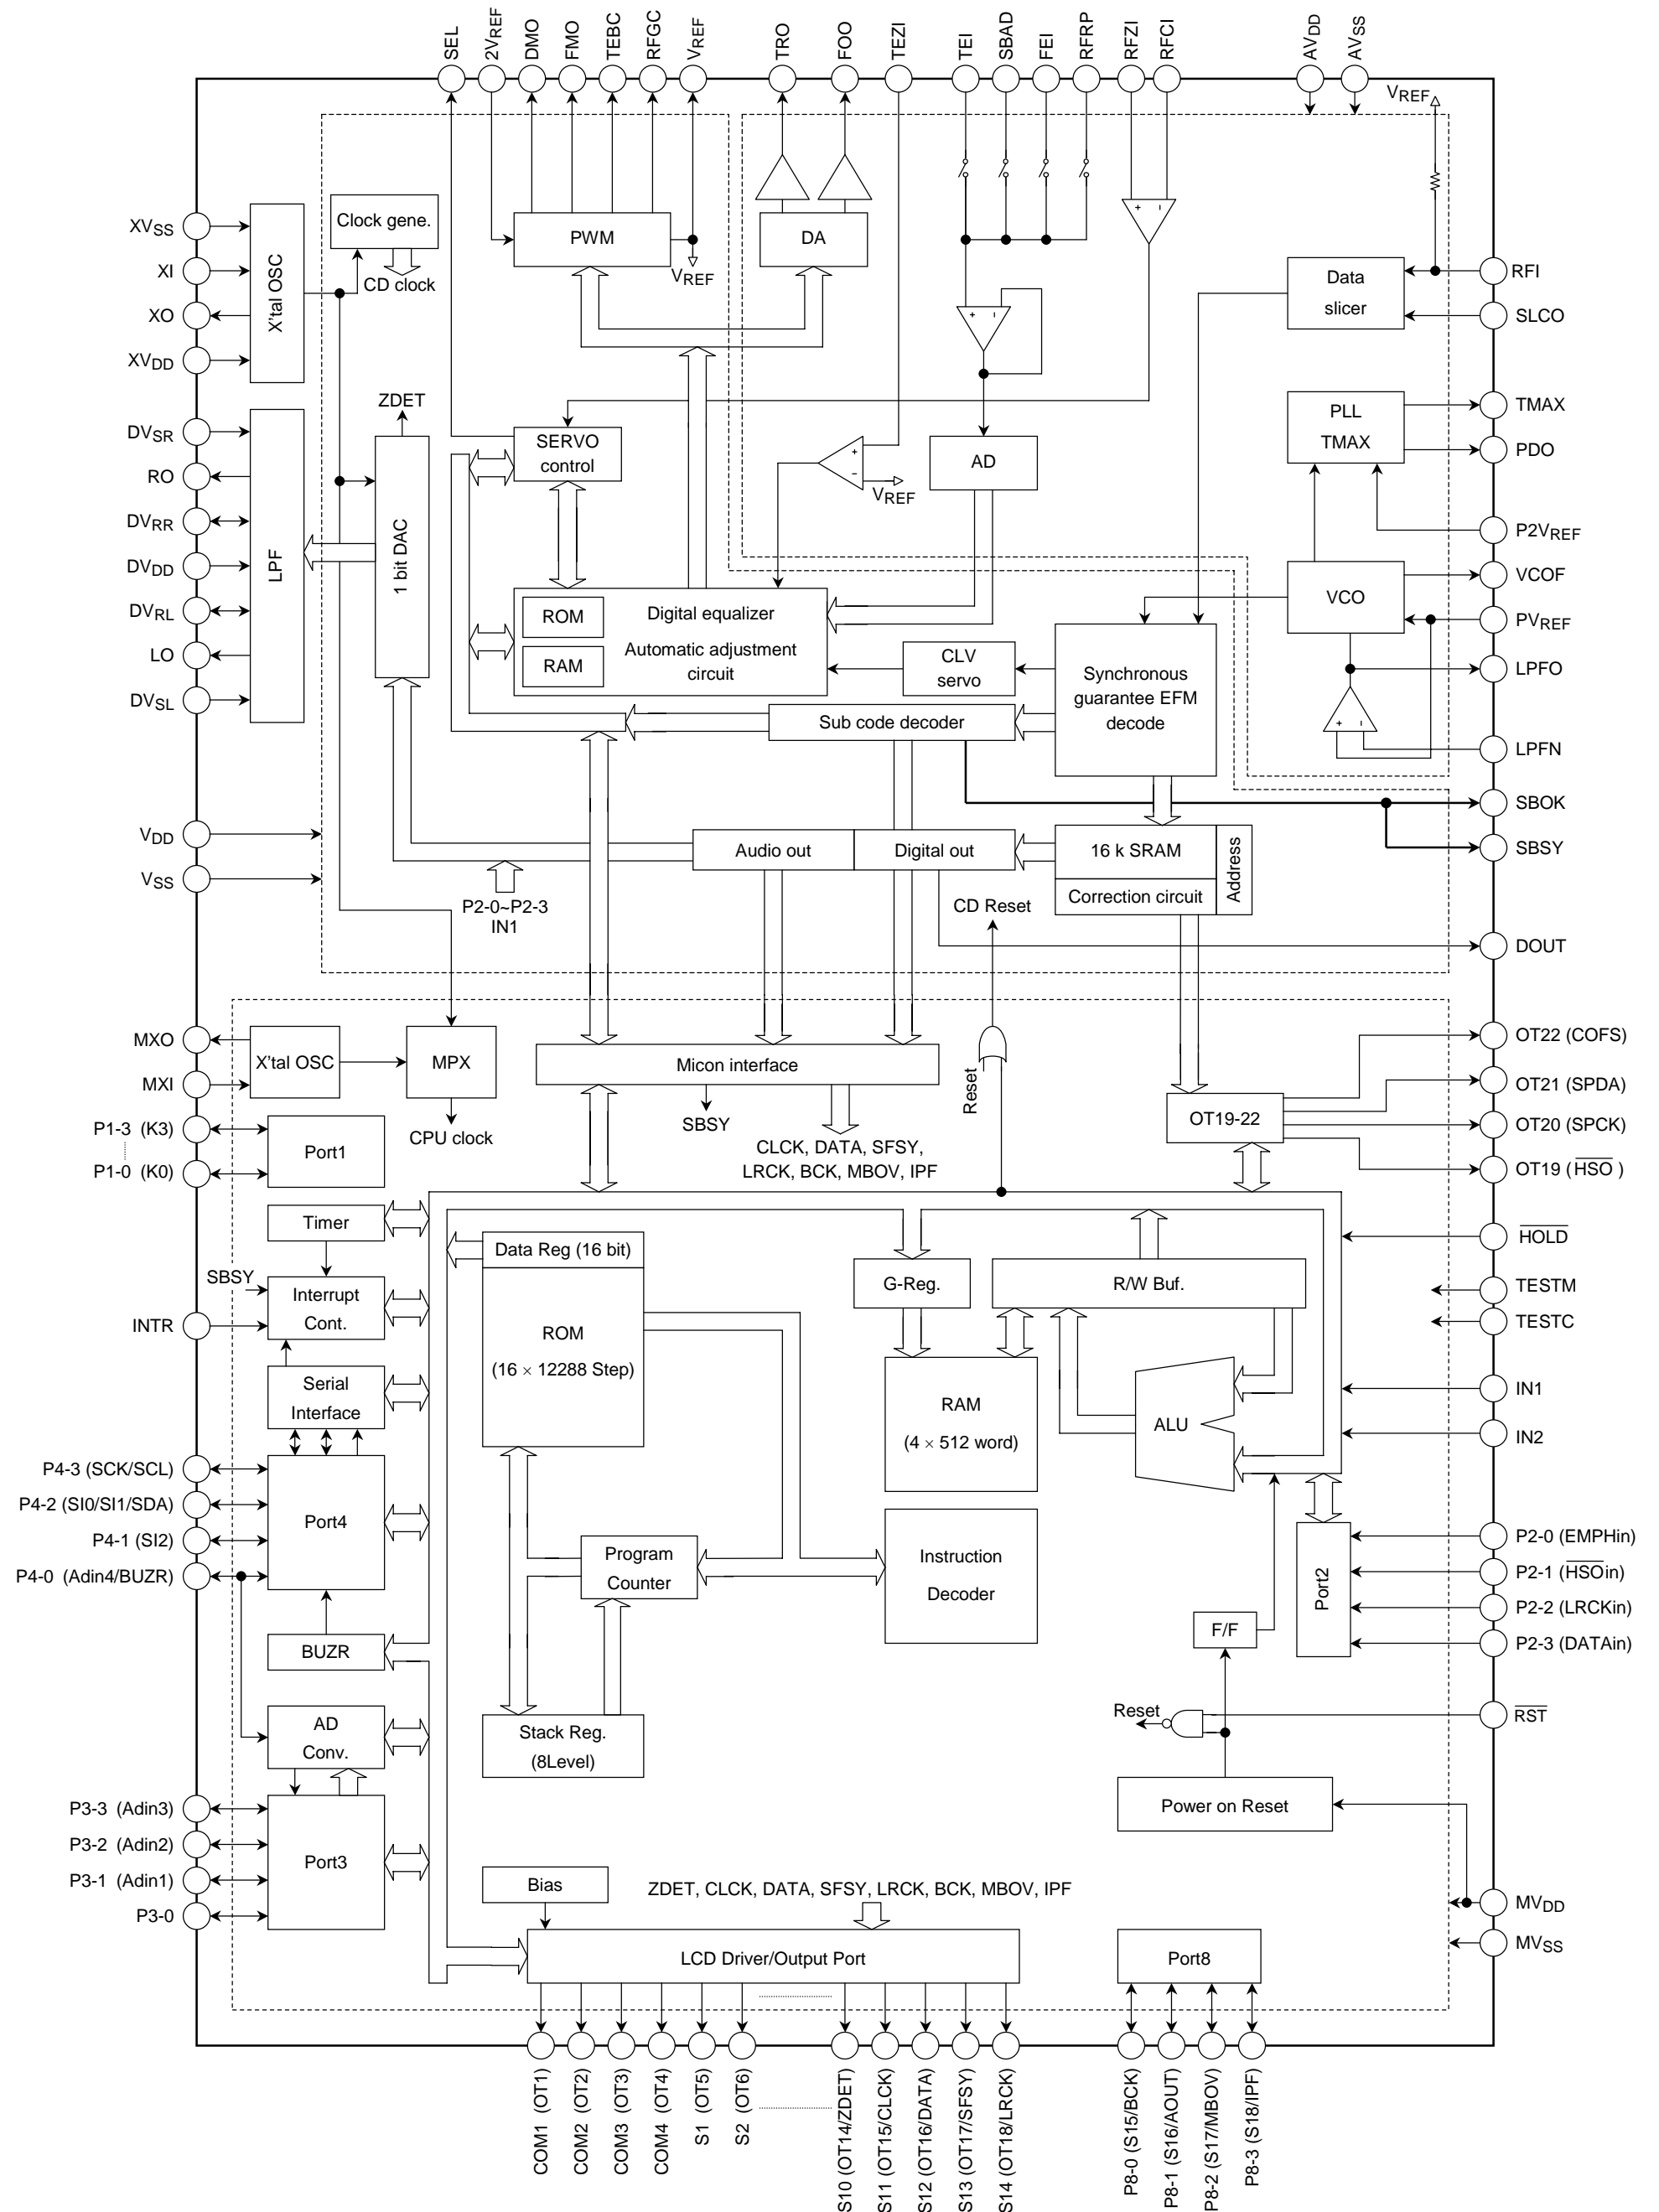 SEL
2VREF
DMO
FMO
TEBC
RFGC
VREF
TRO
FOO
TEZI
TEI
SBAD
FEI
RFRP
RFZI
RFCI
AVDD
AVSS
VREF
XVSS
XI
XO
XVDD
X'tal OSC
Clock gene.
CD clock
PWM
VREF
DA
Data
slicer
RFI
SLCO
DVSR
RO
DVRR
DVDD
DVRL
LO
DVSL
LPF
ZDET
1 bit DAC
SERVO
control
VREF
AD
PLL
TMAX
TMAX
PDO
P2VREF
VCO
VCOF
PVREF
LPFO
LPFN
ROM
RAM
Digital equalizer
Automatic adjustment
circuit
CLV
servo
Synchronous
guarantee EFM
decode
Sub code decoder
SBOK
SBSY
VDD
VSS
Audio out
Digital out
16 k SRAM
Correction circuit
Address
P2-0~P2-3
IN1
CD Reset
DOUT
MXO
MXI
X'tal OSC
MPX
CPU clock
Micon interface
SBSY
CLCK, DATA, SFSY,
LRCK, BCK, MBOV, IPF
Reset
OT19-22
OT22 (COFS)
OT21 (SPDA)
OT20 (SPCK)
OT19 (HSO)
P1-3 (K3)
P1-0 (K0)
Port1
Timer
SBSY
Interrupt
Cont.
INTR
Serial
Interface
Data Reg (16 bit)
ROM
(16 × 12288 Step)
G-Reg.
R/W Buf.
RAM
(4 × 512 word)
ALU
HOLD
TESTM
TESTC
IN1
IN2
P4-3 (SCK/SCL)
P4-2 (SI0/SI1/SDA)
P4-1 (SI2)
P4-0 (Adin4/BUZR)
Port4
BUZR
Program
Counter
Instruction
Decoder
Port2
P2-0 (EMPHin)
P2-1 (HSOin)
P2-2 (LRCKin)
P2-3 (DATAin)
F/F
AD
Conv.
Stack Reg.
(8Level)
Reset
RST
Power on Reset
P3-3 (Adin3)
P3-2 (Adin2)
P3-1 (Adin1)
P3-0
Port3
Bias
ZDET, CLCK, DATA, SFSY, LRCK, BCK, MBOV, IPF
LCD Driver/Output Port
Port8
MVDD
MVSS
COM1 (OT1)
COM2 (OT2)
COM3 (OT3)
COM4 (OT4)
S1 (OT5)
S2 (OT6)
S10 (OT14/ZDET)
S11 (OT15/CLCK)
S12 (OT16/DATA)
S13 (OT17/SFSY)
S14 (OT18/LRCK)
P8-0 (S15/BCK)
P8-1 (S16/AOUT)
P8-2 (S17/MBOV)
P8-3 (S18/IPF)